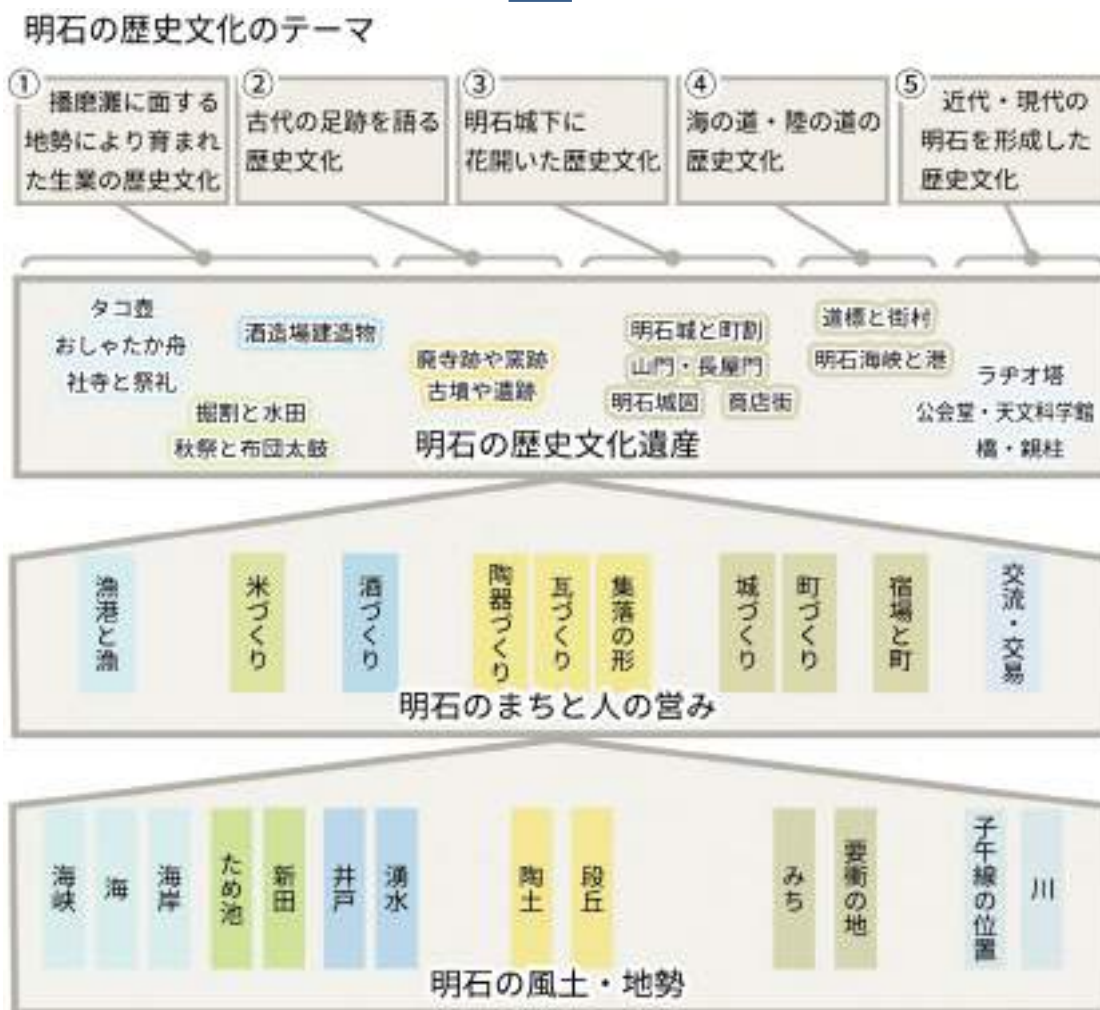 明石の歴史文化のテーマ
①
播磨灘に面する
地勢により育まれ
た生業の歴史文化
②
古代の足跡を語る
歴史文化
③
明石城下に
花開いた歴史文化
④
海の道・陸の道の
歴史文化
⑤
近代・現代の
明石を形成した
歴史文化
タコ壺
おしゃたか舟
社寺と祭礼
酒造場建造物
掘割と水田
秋祭と布団太鼓
廃寺跡や窯跡
古墳や遺跡
明石城と町割
山門・長屋門
明石城図
商店街
道標と街村
明石海峡と港
ラヂオ塔
公会堂・天文科学館
橋・親柱
明石の歴史文化遺産
漁港と漁
米づくり
酒づくり
陶器づくり
瓦づくり
集落の形
城づくり
町づくり
宿場と町
交流・交易
明石のまちと人の営み
海峡
海
海岸
ため池
新田
井戸
湧水
陶土
段丘
みち
要衝の地
子午線の位置
川
明石の風土・地勢